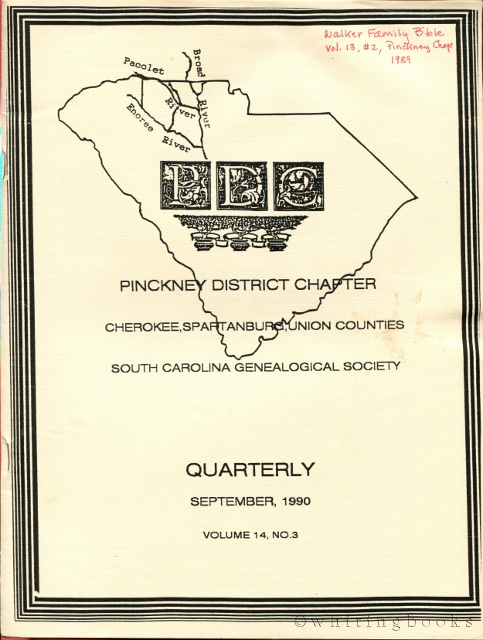 Walker Family Bible
Vol. 13, #2, Pinckney Chap
1989
Pacolet
River
Broad
River
Enoree River
PDC
PINCKNEY DISTRICT CHAPTER
CHEROKEE,SPARTANBURG,UNION COUNTIES
SOUTH CAROLINA GENEALOGICAL SOCIETY
QUARTERLY
SEPTEMBER, 1990
VOLUME 14, NO.3
©whitingbooks